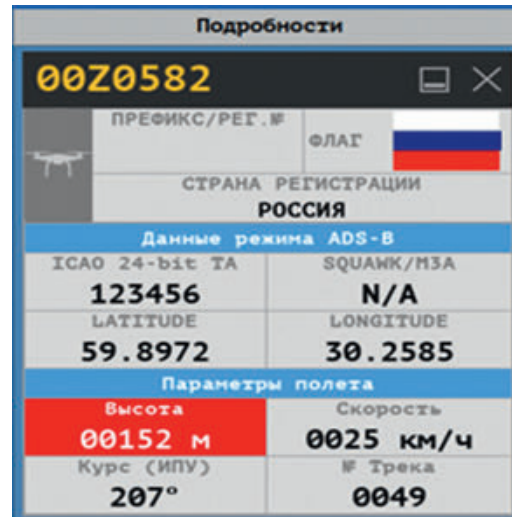 Подробности
00Z0582
ПРЕФИКС/РЕГ.№
ФЛАГ
СТРАНА РЕГИСТРАЦИИ
РОССИЯ
Данные режима ADS-B
ICAO 24-bit TA SQUAWK/M3A
123456 N/A
LATITUDE LONGITUDE
59.8972 30.2585
Параметры полета
Высота Скорость
00152 м 0025 км/ч
Курс (ИПУ) № Трека
207° 0049